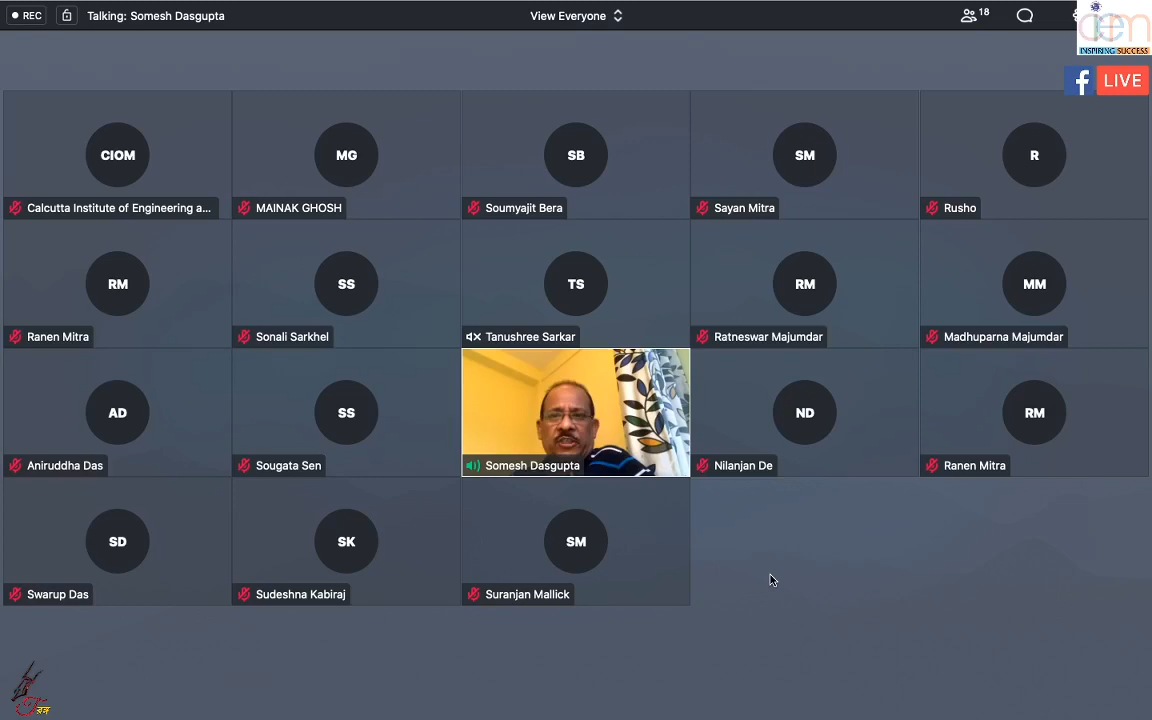 REC
Talking: Somesh Dasgupta
View Everyone
18
INSPIRING SUCCESS
f LIVE
CIOM
Calcutta Institute of Engineering a...
MG
MAINAK GHOSH
SB
Soumyajit Bera
SM
Sayan Mitra
R
Rusho
RM
Ranen Mitra
SS
Sonali Sarkhel
TS
Tanushree Sarkar
RM
Ratneswar Majumdar
MM
Madhuparna Majumdar
AD
Aniruddha Das
SS
Sougata Sen
Somesh Dasgupta
ND
Nilanjan De
RM
Ranen Mitra
SD
Swarup Das
SK
Sudeshna Kabiraj
SM
Suranjan Mallick